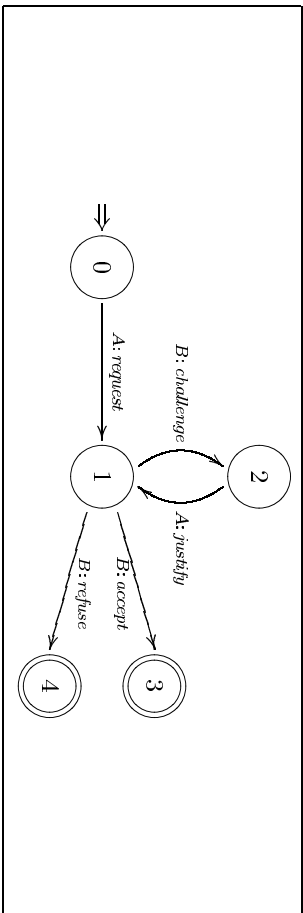 2
B: challenge
A: justify
0
A: request
1
B: accept
3
B: refuse
4